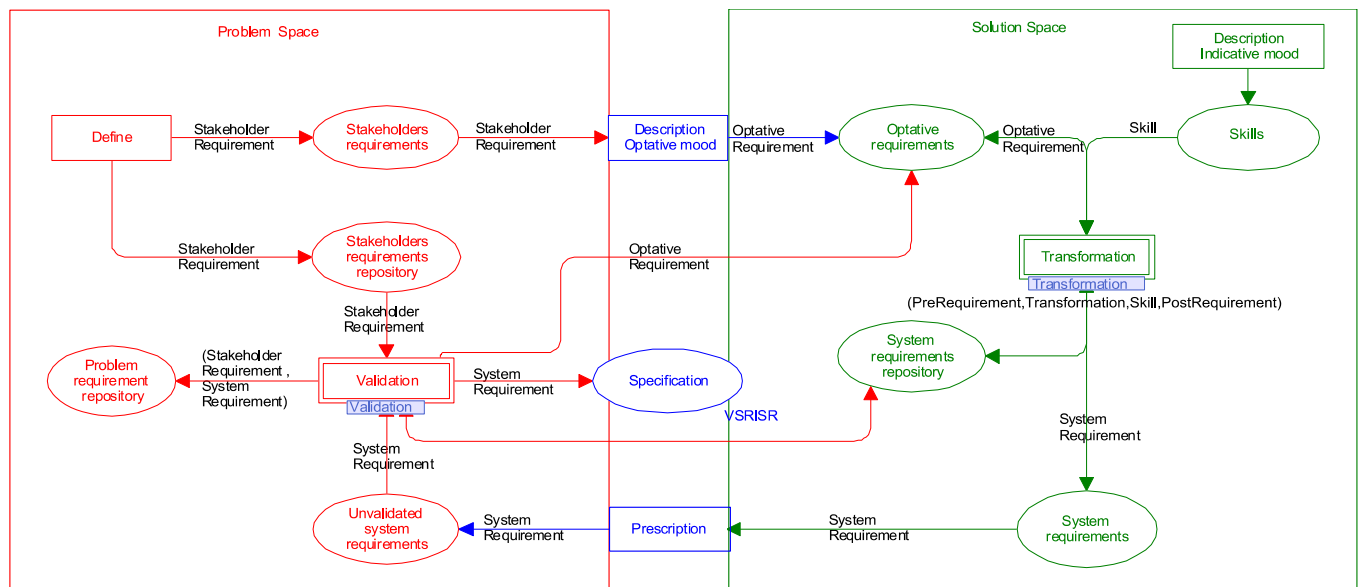 Problem Space
Solution Space
Description
Indicative mood
Define
Stakeholder
Requirement
Stakeholders
requirements
Stakeholder
Requirement
Description
Optative mood
Optative
Requirement
Optative
requirements
Optative
Requirement
Skill
Skills
Stakeholder
Requirement
Stakeholders
requirements
repository
Optative
Requirement
Transformation
Transformation
(PreRequirement,Transformation,Skill,PostRequirement)
Stakeholder
Requirement
Problem
requirement
repository
(Stakeholder
Requirement ,
System
Requirement)
Validation
Validation
System
Requirement
Specification
VSRISR
System
requirements
repository
System
Requirement
System
Requirement
Unvalidated
system
requirements
System
Requirement
Prescription
System
Requirement
System
requirements